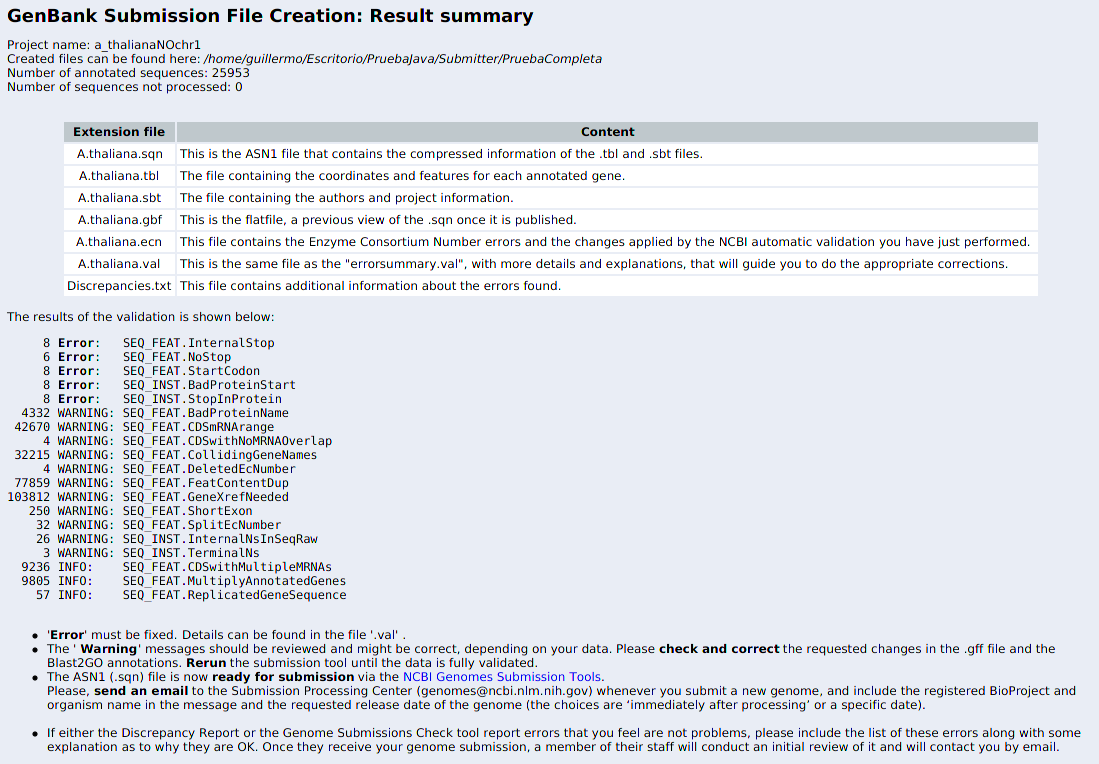 GenBank Submission File Creation: Result summary
Project name: a_thalianaNOchr1
Created files can be found here: /home/guillermo/Escritorio/PruebaJava/Submitter/PruebaCompleta
Number of annotated sequences: 25953
Number of sequences not processed: 0
Extension file Content
A.thaliana.sqn This is the ASN1 file that contains the compressed information of the .tbl and .sbt files.
A.thaliana.tbl The file containing the coordinates and features for each annotated gene.
A.thaliana.sbt The file containing the authors and project information.
A.thaliana.gbf This is the flatfile, a previous view of the .sqn once it is published.
A.thaliana.ecn This file contains the Enzyme Consortium Number errors and the changes applied by the NCBI automatic validation you have just performed.
A.thaliana.val This is the same file as the "errorsummary.val", with more details and explanations, that will guide you to do the appropriate corrections.
Discrepancies.txt This file contains additional information about the errors found.
The results of the validation is shown below:
8 Error: SEQ_FEAT.InternalStop
6 Error: SEQ_FEAT.NoStop
8 Error: SEQ_FEAT.StartCodon
8 Error: SEQ_INST.BadProteinStart
8 Error: SEQ_INST.StopInProtein
4332 WARNING: SEQ_FEAT.BadProteinName
42670 WARNING: SEQ_FEAT.CDSmRNArange
4 WARNING: SEQ_FEAT.CDSwithNoMRNAOverlap
32215 WARNING: SEQ_FEAT.CollidingGeneNames
4 WARNING: SEQ_FEAT.DeletedEcNumber
77859 WARNING: SEQ_FEAT.FeatContentDup
103812 WARNING: SEQ_FEAT.GeneXrefNeeded
250 WARNING: SEQ_FEAT.ShortExon
32 WARNING: SEQ_FEAT.SplitEcNumber
26 WARNING: SEQ_INST.InternalNsInSeqRaw
3 WARNING: SEQ_INST.TerminalNs
9236 INFO: SEQ_FEAT.CDSwithMultipleMRNAs
9805 INFO: SEQ_FEAT.MultiplyAnnotatedGenes
57 INFO: SEQ_FEAT.ReplicatedGeneSequence
• 'Error' must be fixed. Details can be found in the file '.val' .
• The ' Warning' messages should be reviewed and might be correct, depending on your data. Please check and correct the requested changes in the .gff file and the
Blast2GO annotations. Rerun the submission tool until the data is fully validated.
• The ASN1 (.sqn) file is now ready for submission via the NCBI Genomes Submission Tools.
Please, send an email to the Submission Processing Center (genomes@ncbi.nlm.nih.gov) whenever you submit a new genome, and include the registered BioProject and
organism name in the message and the requested release date of the genome (the choices are ‘immediately after processing’ or a specific date).
• If either the Discrepancy Report or the Genome Submissions Check tool report errors that you feel are not problems, please include the list of these errors along with some
explanation as to why they are OK. Once they receive your genome submission, a member of their staff will conduct an initial review of it and will contact you by email.